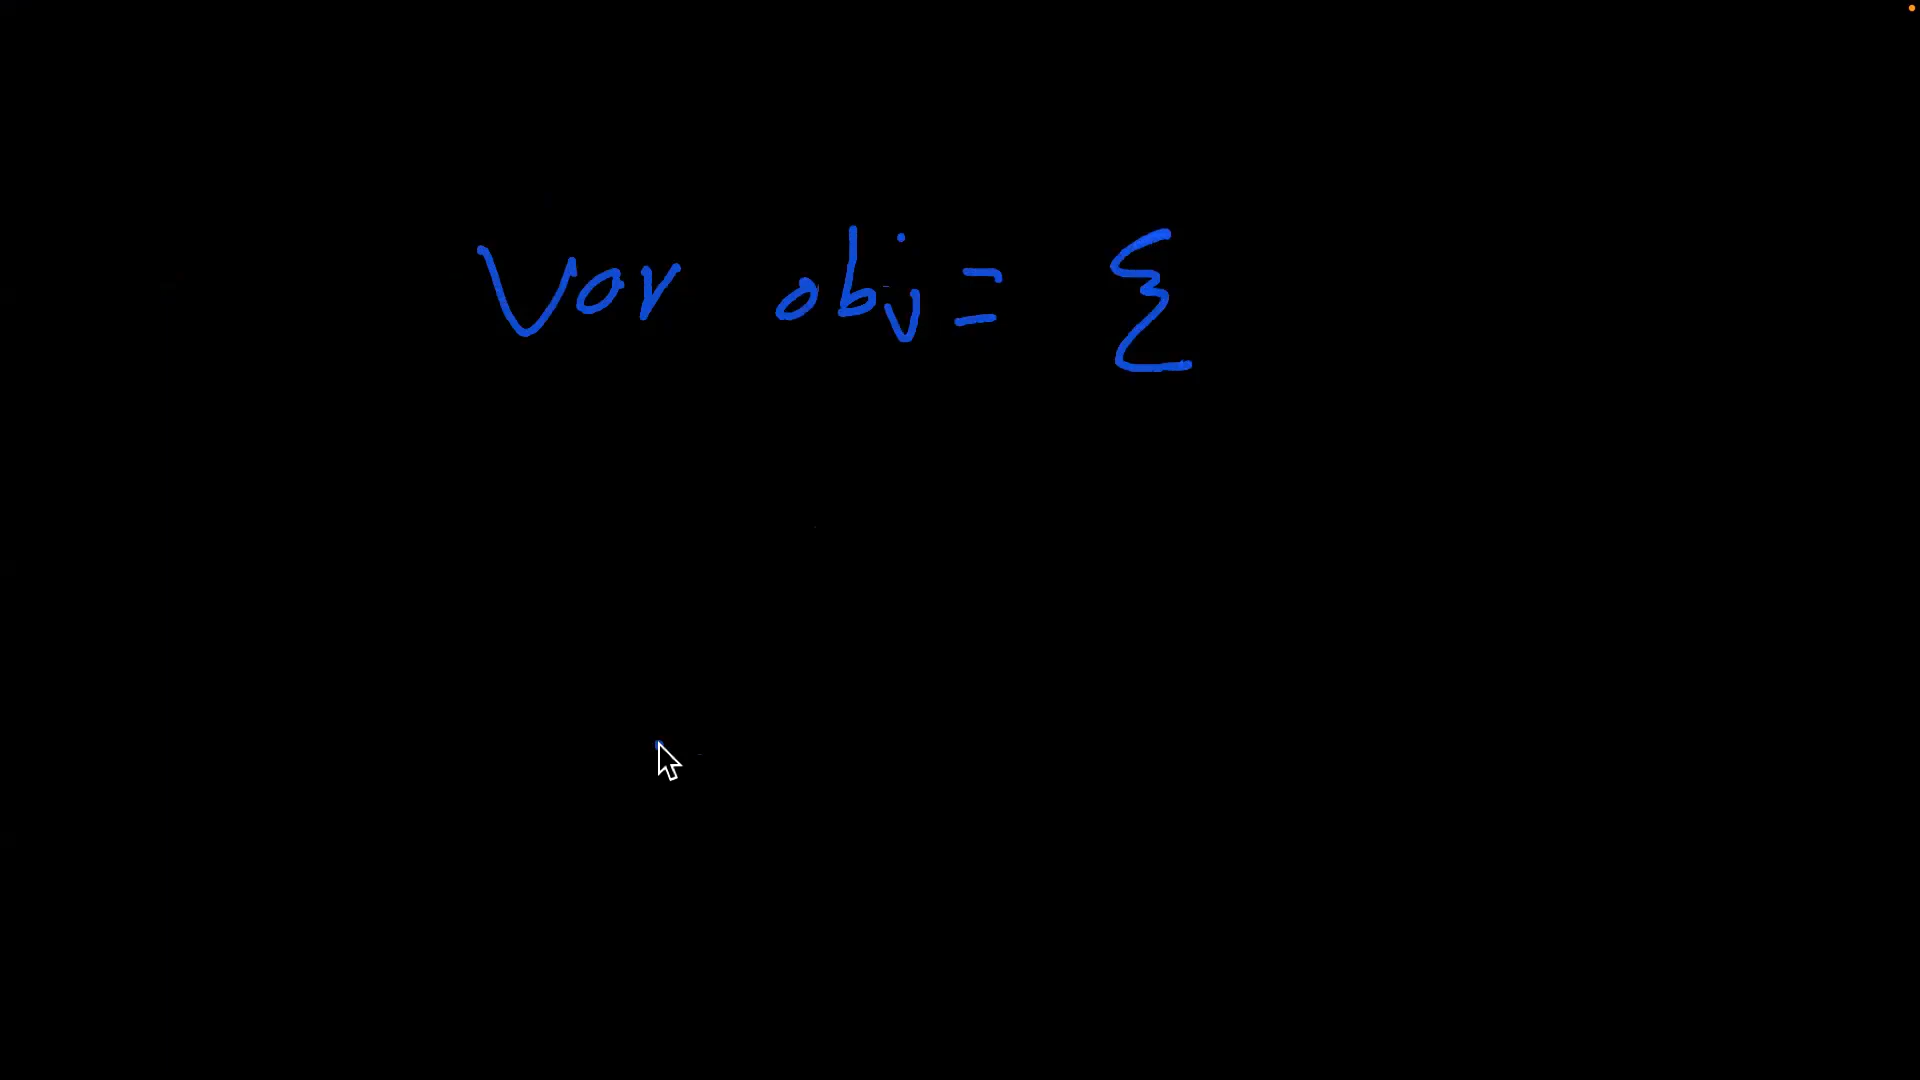 Var obj = {